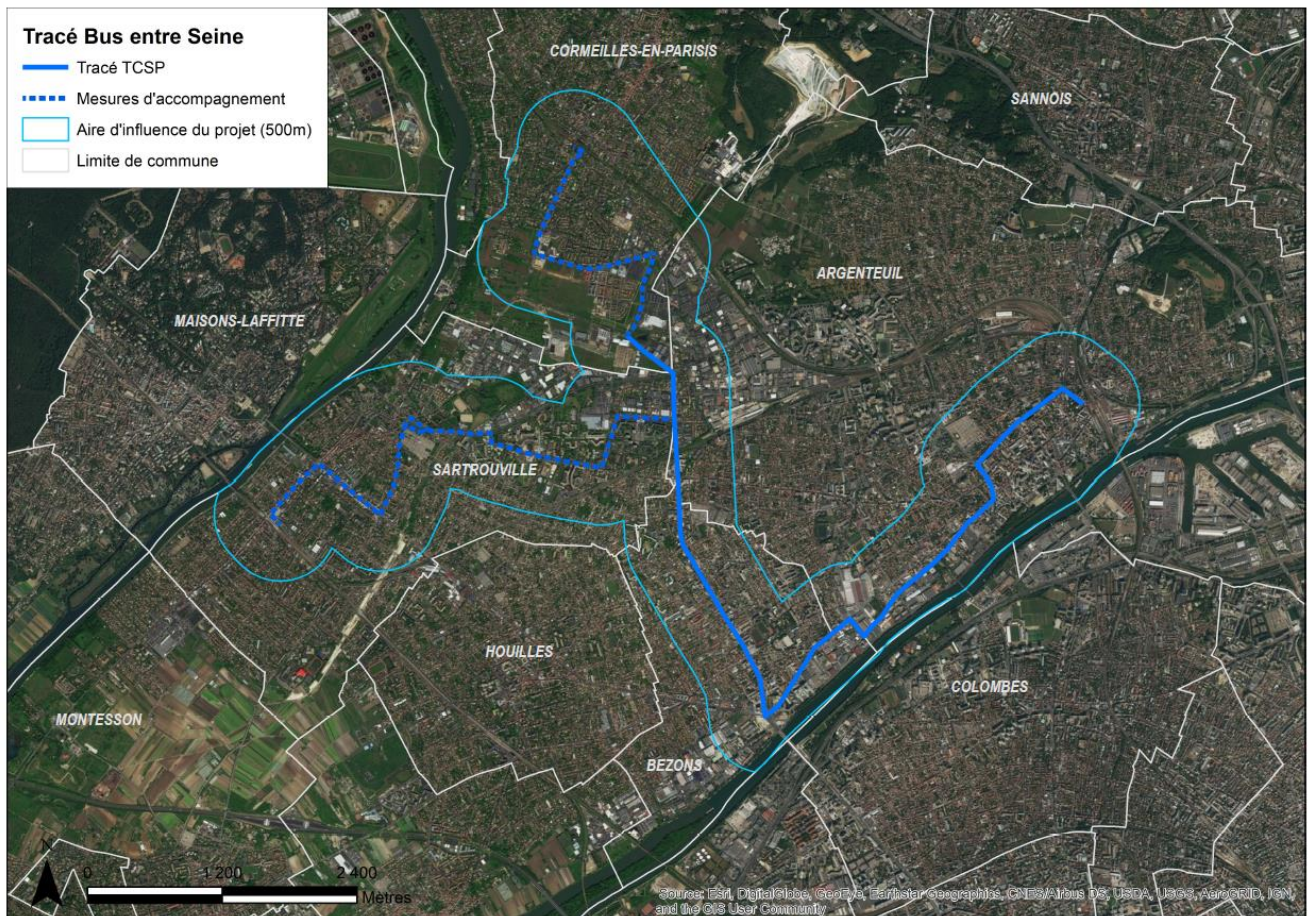 Tracé Bus entre Seine
Tracé TCSP
Mesures d'accompagnement
Aire d'influence du projet (500m)
Limite de commune
CORMEILLES-EN-PARISIS
SANNOIS
ARGENTEUIL
MAISONS-LAFFITTE
SARTROUVILLE
HOUILLES
COLOMBES
MONTESSON
BEZONS
N
0 1 200 2 400
Mètres
Source: Esri, DigitalGlobe, GeoEye, Earthstar Geographics, CNES/Airbus DS, USDA, USGS, AeroGRID, IGN,
and the GIS User Community